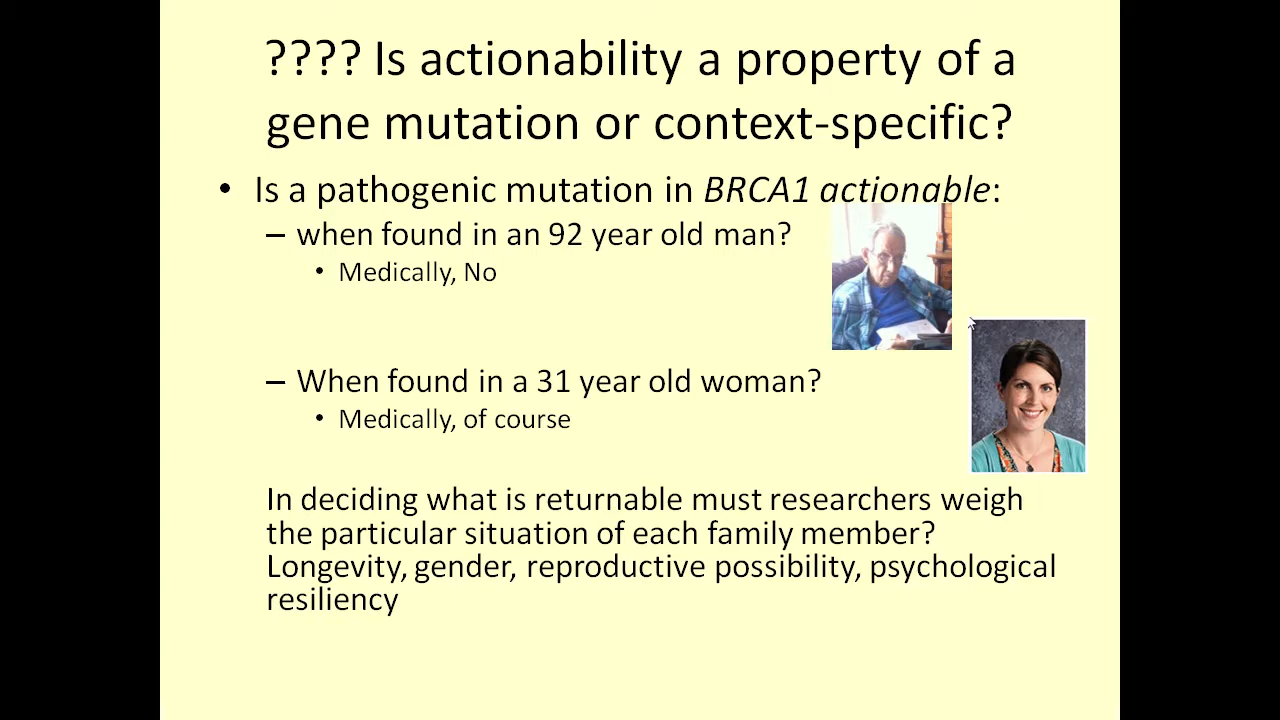 ???? Is actionability a property of a
gene mutation or context-specific?
• Is a pathogenic mutation in BRCA1 actionable:
– when found in an 92 year old man?
• Medically, No
– When found in a 31 year old woman?
• Medically, of course
In deciding what is returnable must researchers weigh
the particular situation of each family member?
Longevity, gender, reproductive possibility, psychological
resiliency